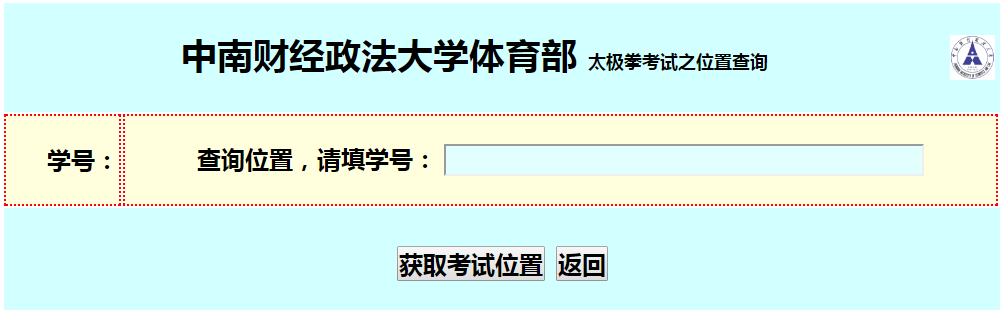 中南财经政法大学体育部 太极拳考试之位置查询
学号： 查询位置，请填学号：
获取考试位置 返回